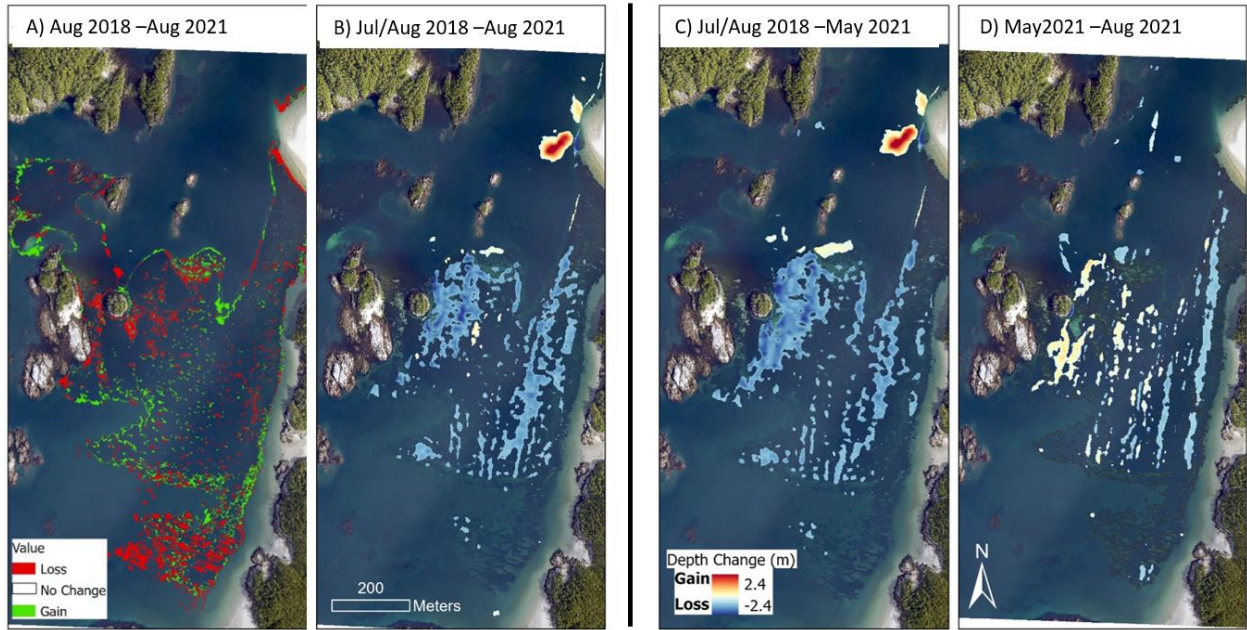 A) Aug 2018 –Aug 2021
B) Jul/Aug 2018 –Aug 2021
C) Jul/Aug 2018 –May 2021
D) May2021 –Aug 2021
Value
Loss
No Change
Gain
200
Meters
Depth Change (m)
Gain
2.4
Loss
-2.4
N